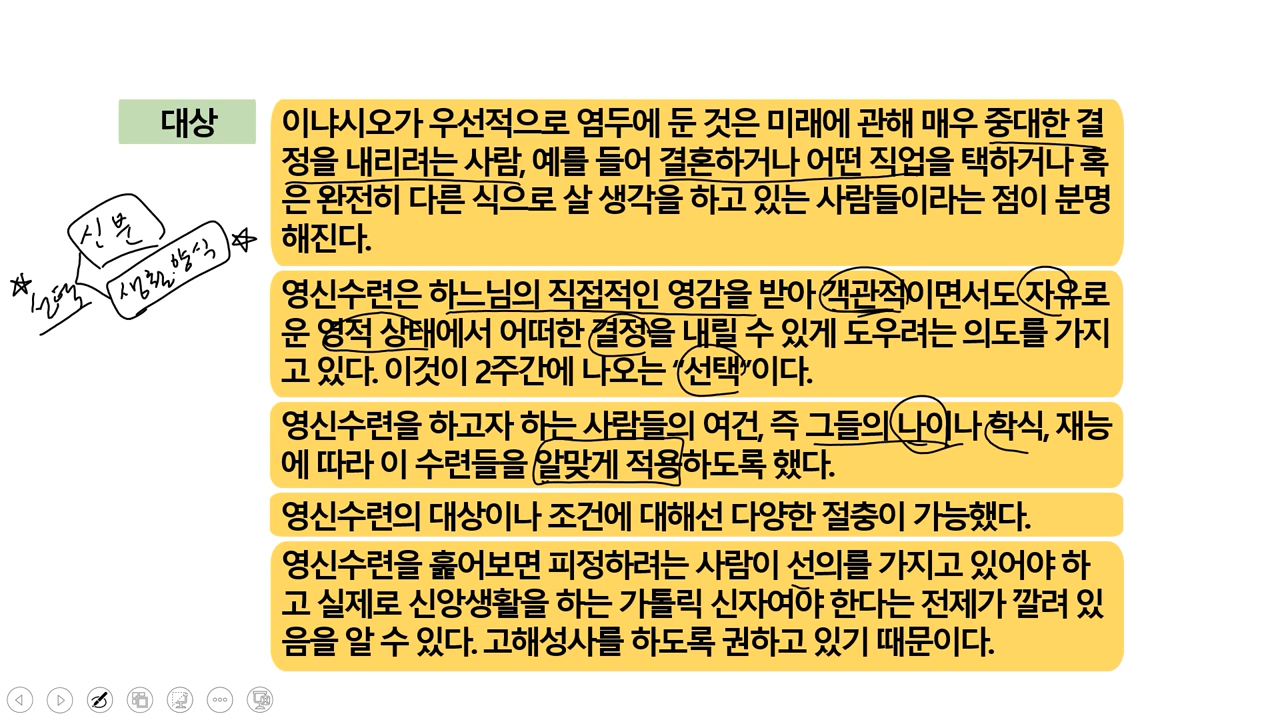 대상
이냐시오가 우선적으로 염두에 둔 것은 미래에 관해 매우 중대한 결
정을 내리려는 사람, 예를 들어 결혼하거나 어떤 직업을 택하거나 혹
은 완전히 다른 식으로 살 생각을 하고 있는 사람들이라는 점이 분명
해진다.
신분
생활.양식
선택
영신수련은 하느님의 직접적인 영감을 받아 객관적이면서도 자유로
운 영적 상태에서 어떠한 결정을 내릴 수 있게 도우려는 의도를 가지
고 있다. 이것이 2주간에 나오는 “선택”이다.
영신수련을 하고자 하는 사람들의 여건, 즉 그들의 나이나 학식, 재능
에 따라 이 수련들을 알맞게 적용하도록 했다.
영신수련의 대상이나 조건에 대해선 다양한 절충이 가능했다.
영신수련을 훑어보면 피정하려는 사람이 선의를 가지고 있어야 하
고 실제로 신앙생활을 하는 가톨릭 신자여야 한다는 전제가 깔려 있
음을 알 수 있다. 고해성사를 하도록 권하고 있기 때문이다.